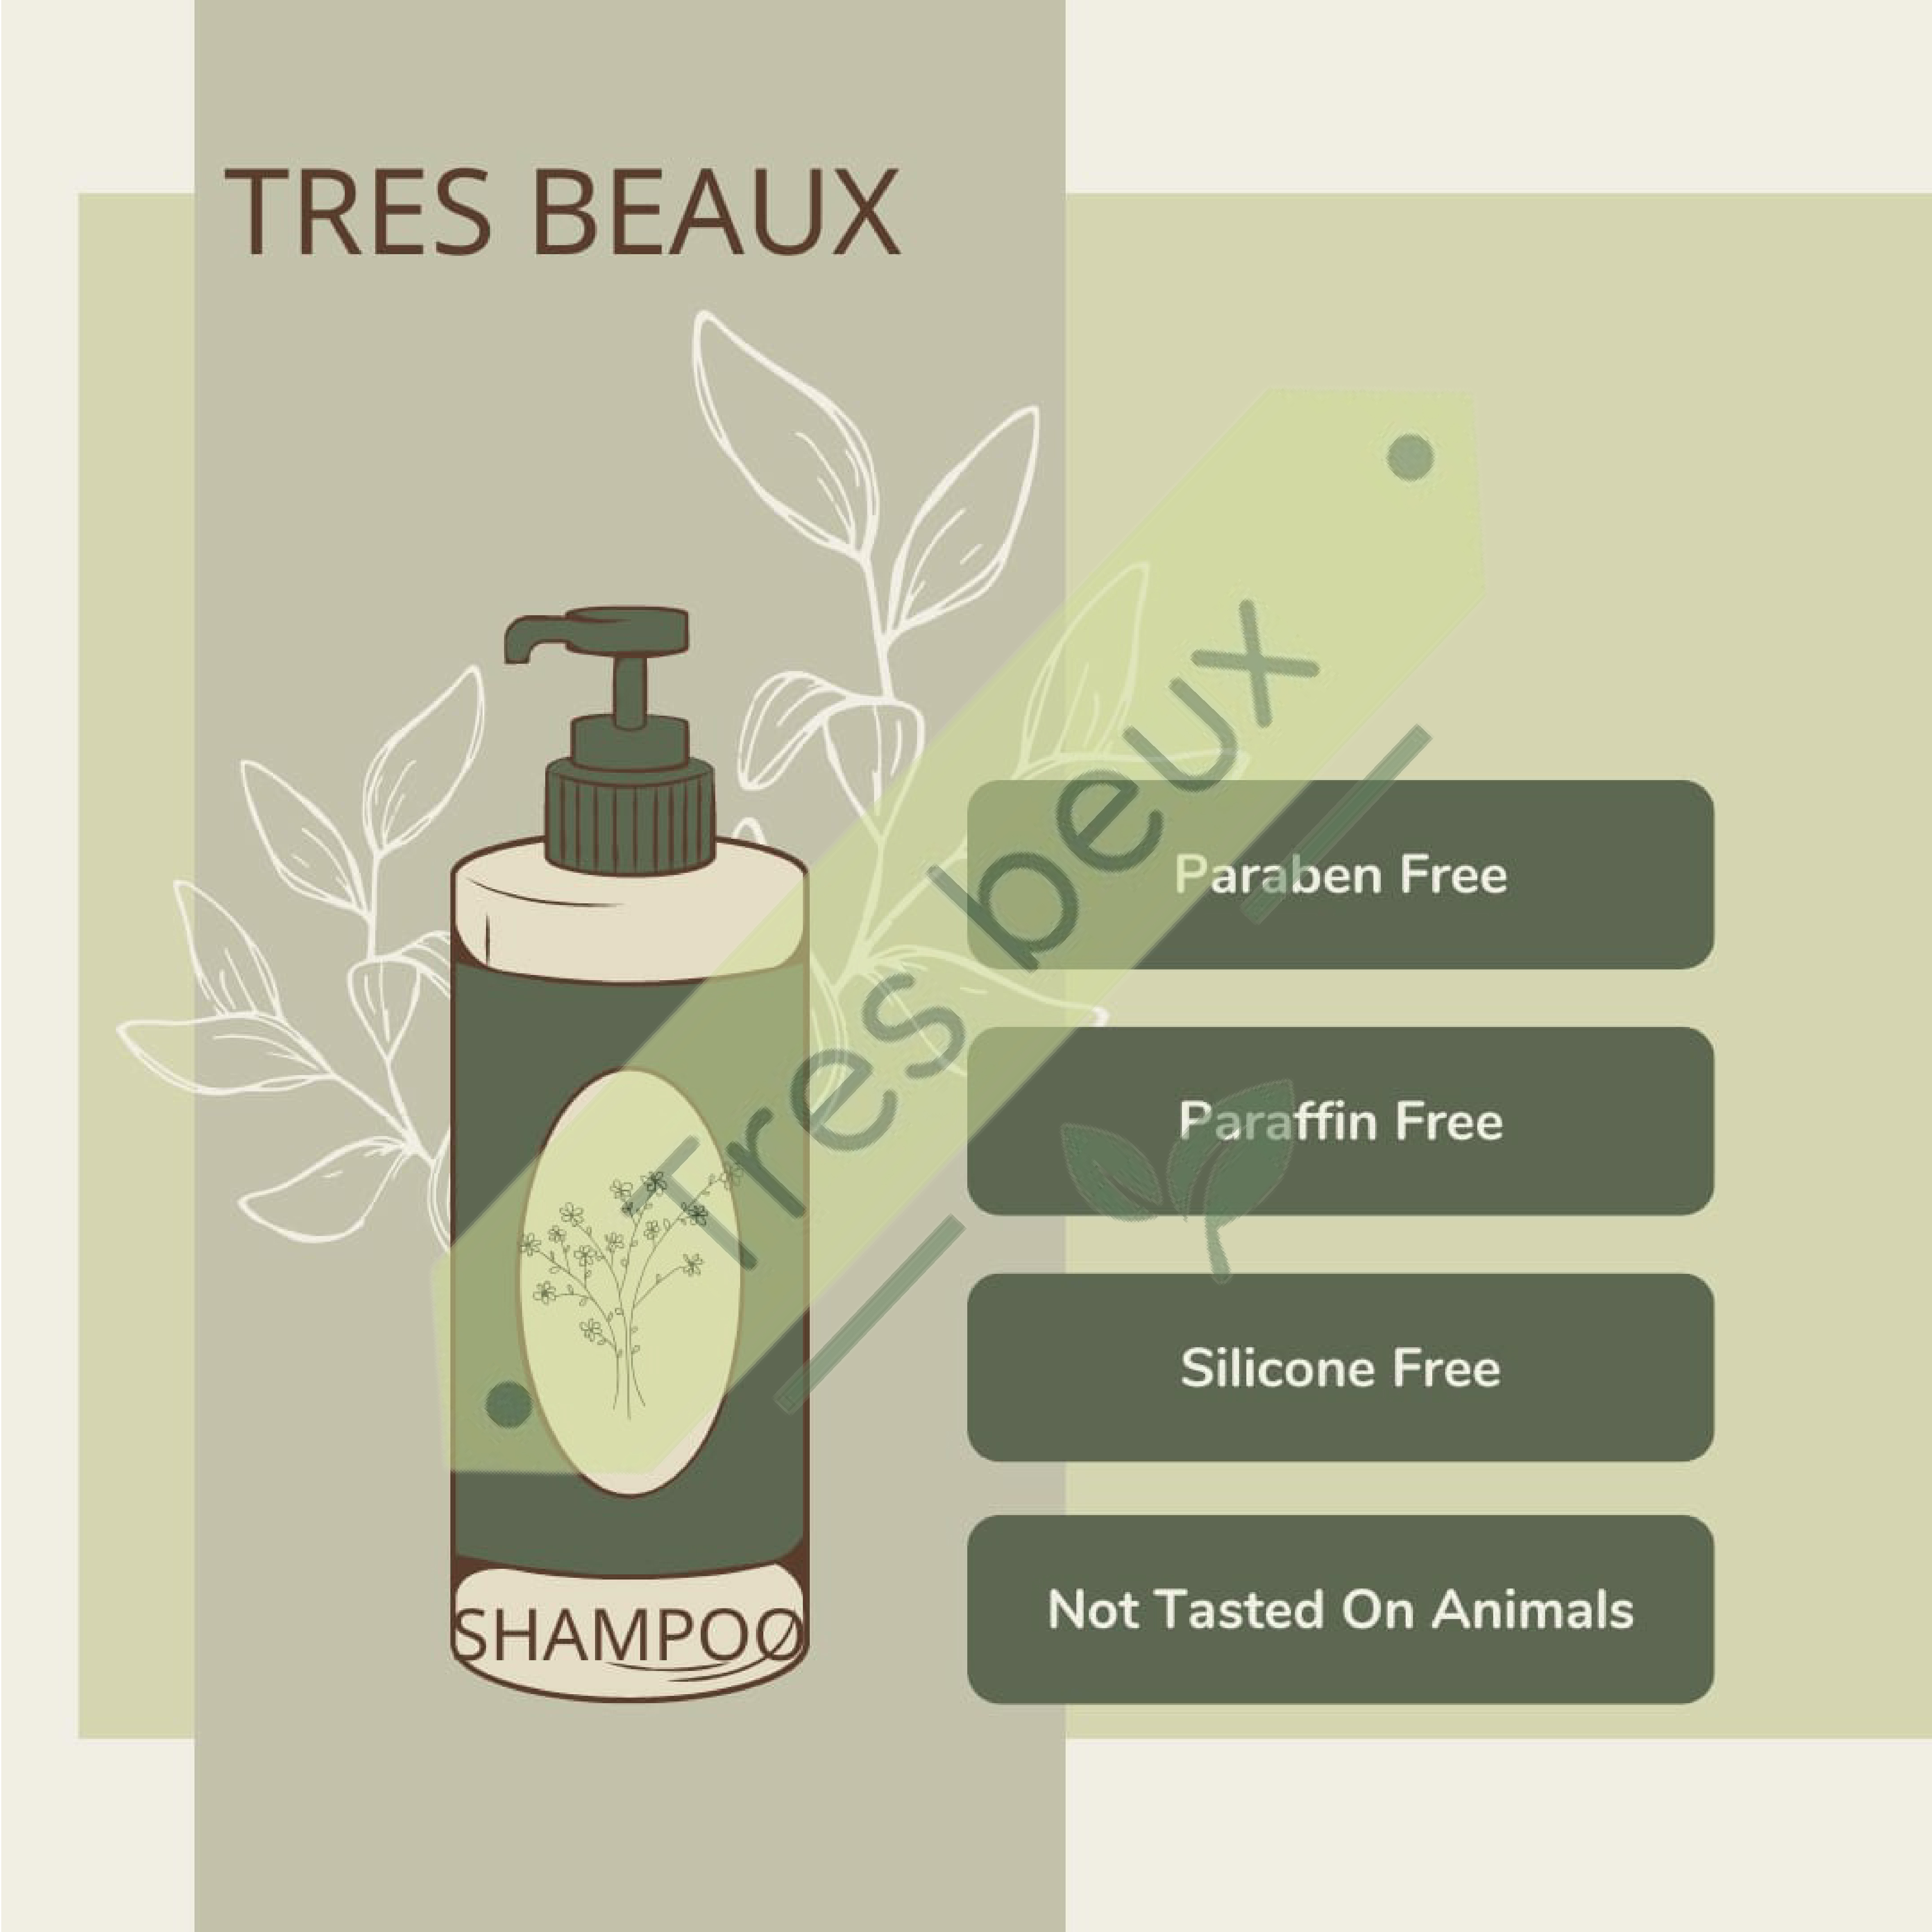 TRES BEAUX
Tres beux
Paraben Free
Paraffin Free
Silicone Free
Not Tasted On Animals
SHAMPOO